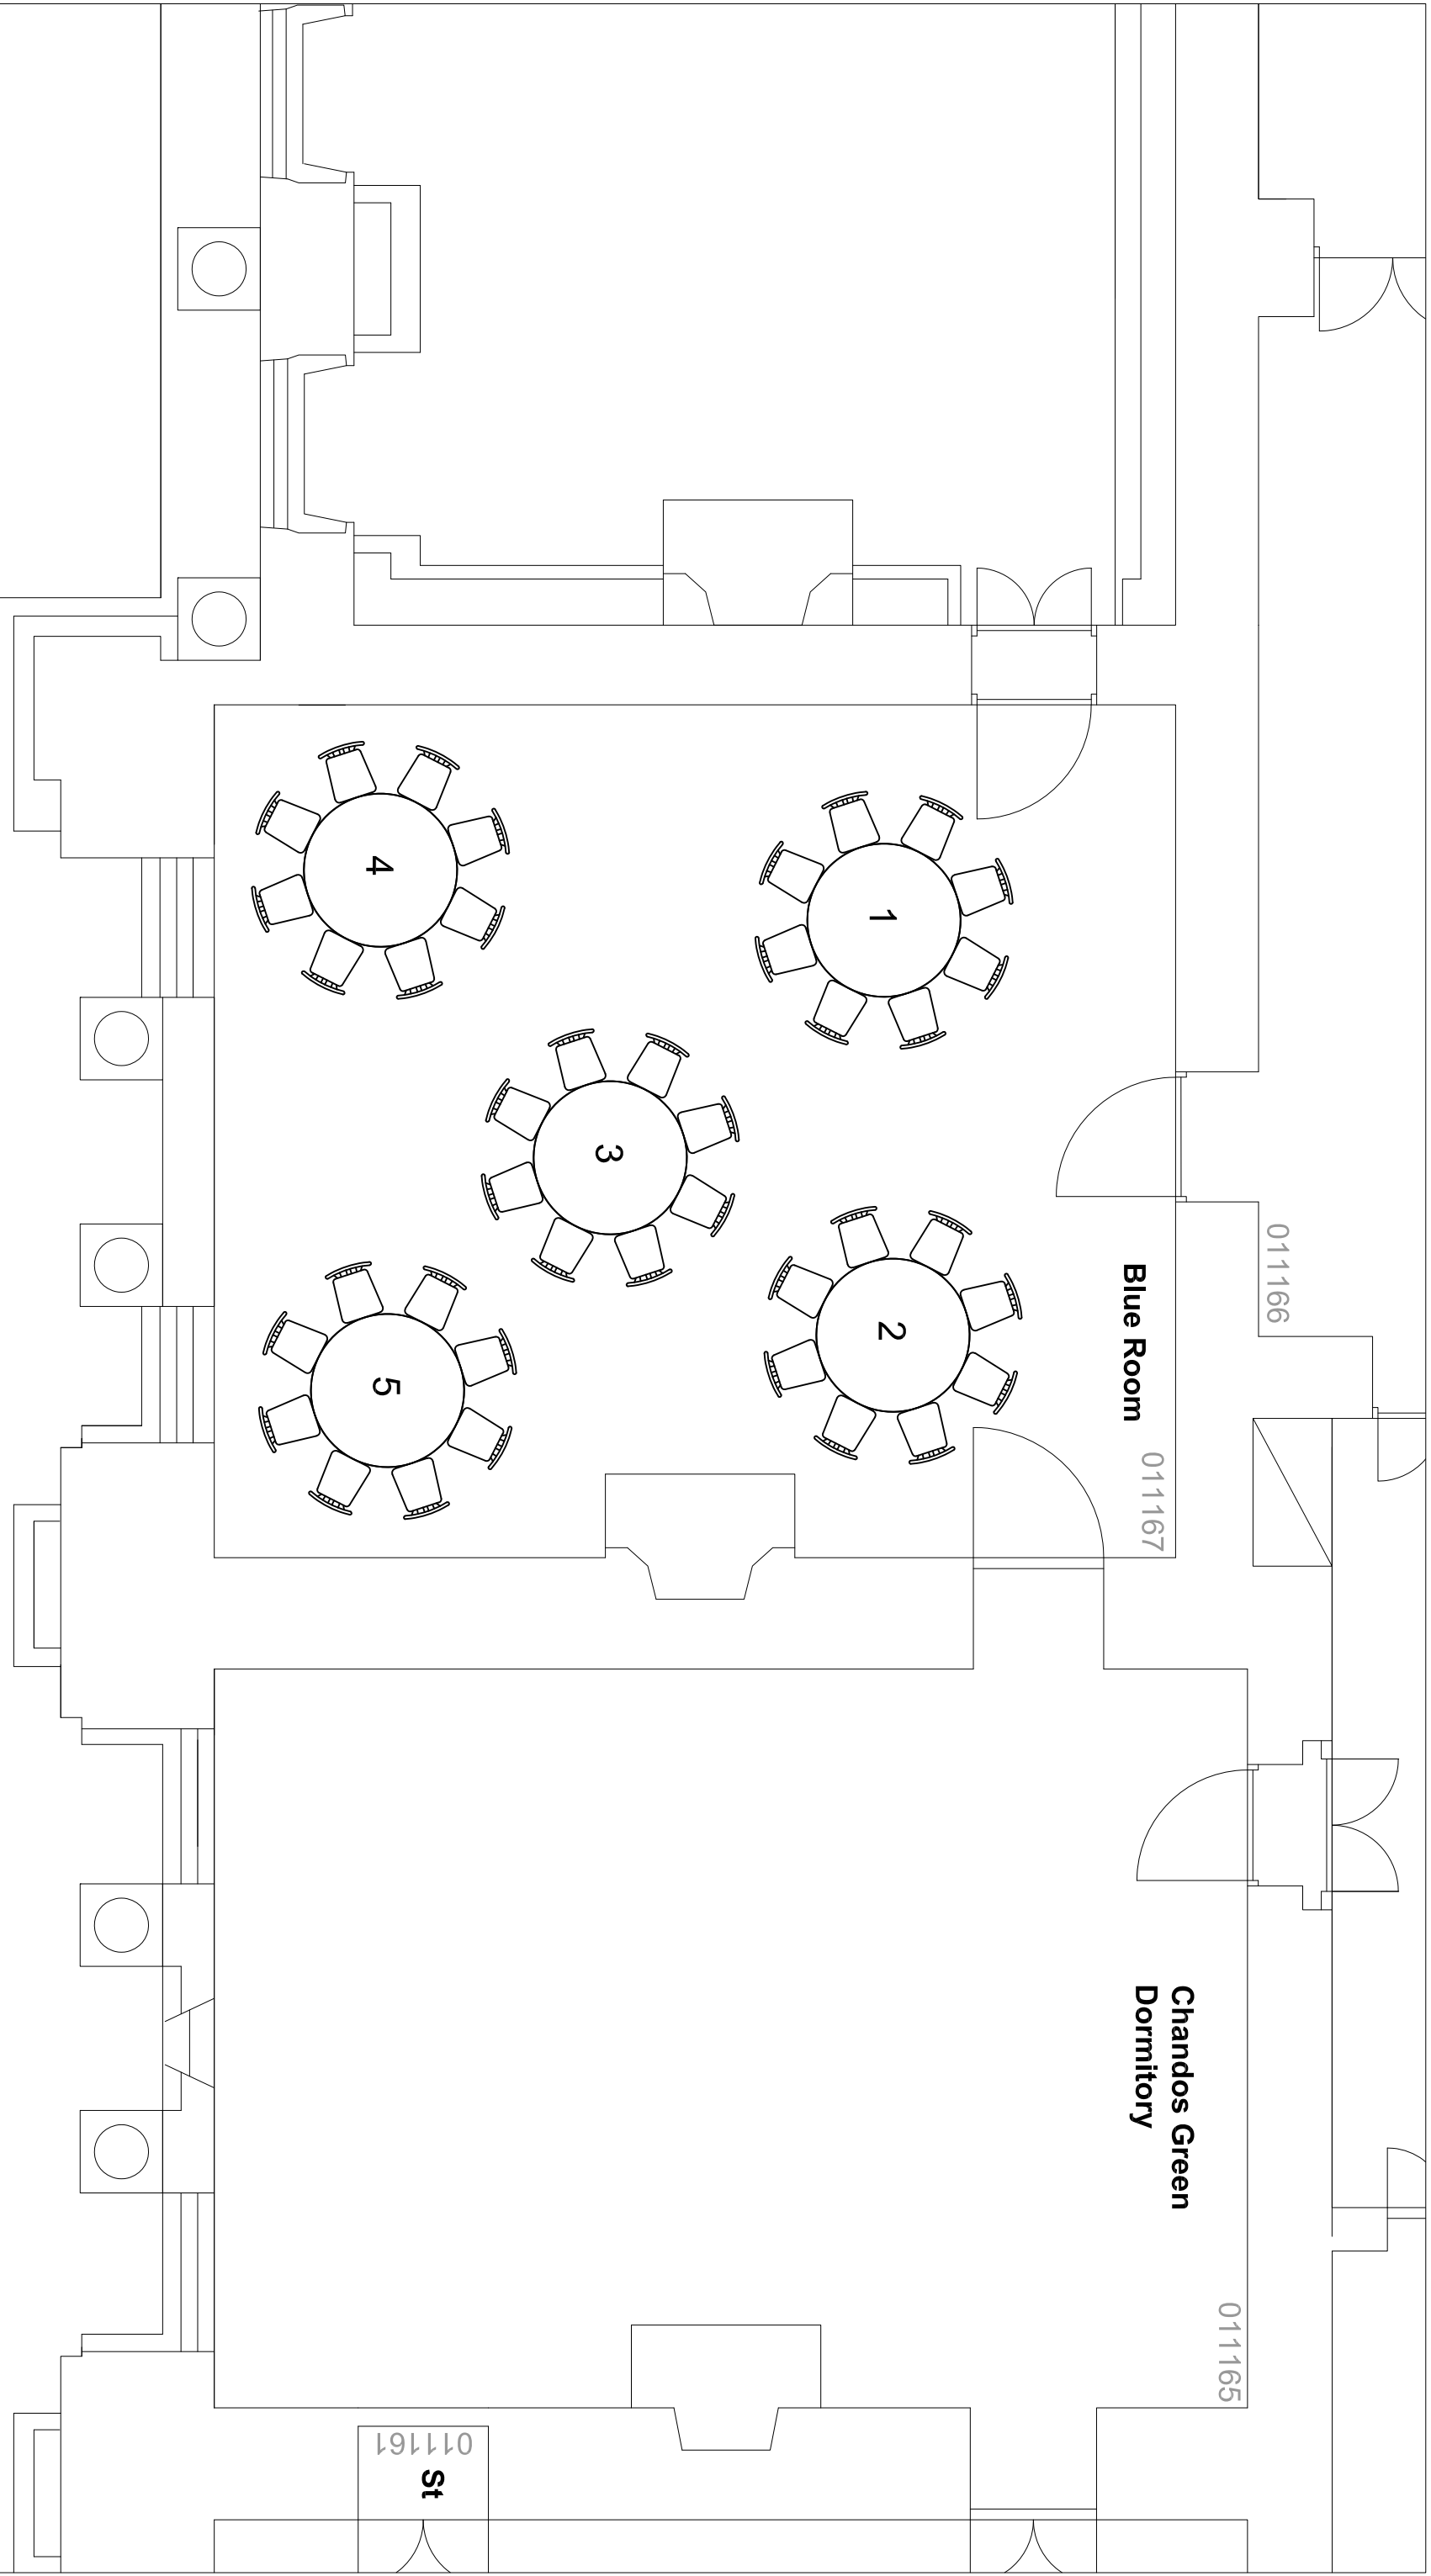 011166
Blue Room
011167
1
2
3
4
5
Chandos Green
Dormitory
011165
011161
St